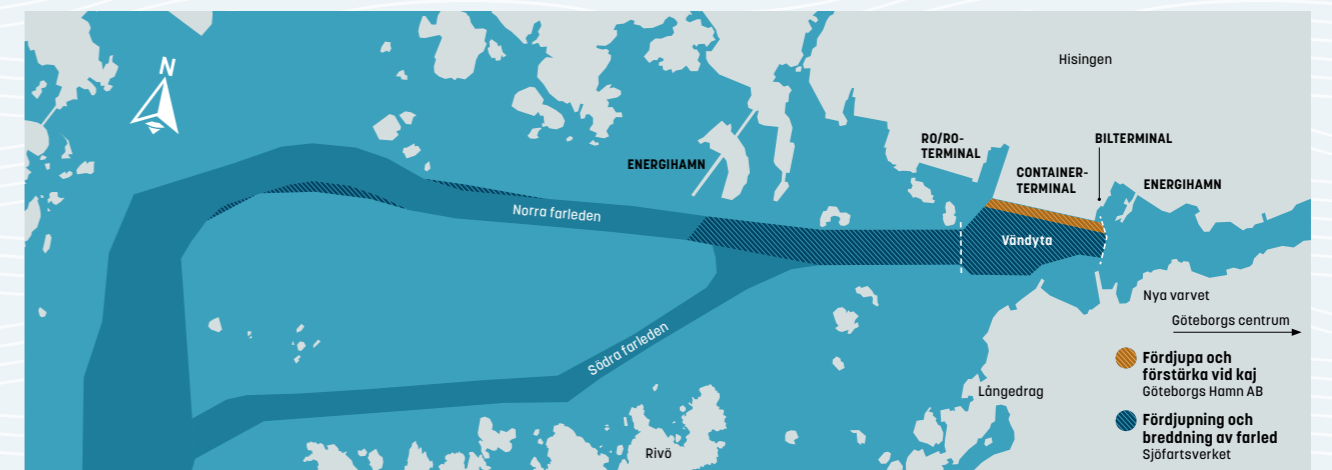 N
Hisingen
RO/RO-
TERMINAL
BILTERMINAL
ENERGIHAMN
CONTAINER-
TERMINAL
ENERGIHAMN
Norra farleden
Vändyta
Nya varvet
Göteborgs centrum
Södra farleden
Långedrag
Rivö
Fördjupa och
förstärka vid kaj
Göteborgs Hamn AB
Fördjupning och
breddning av farled
Sjöfartsverket